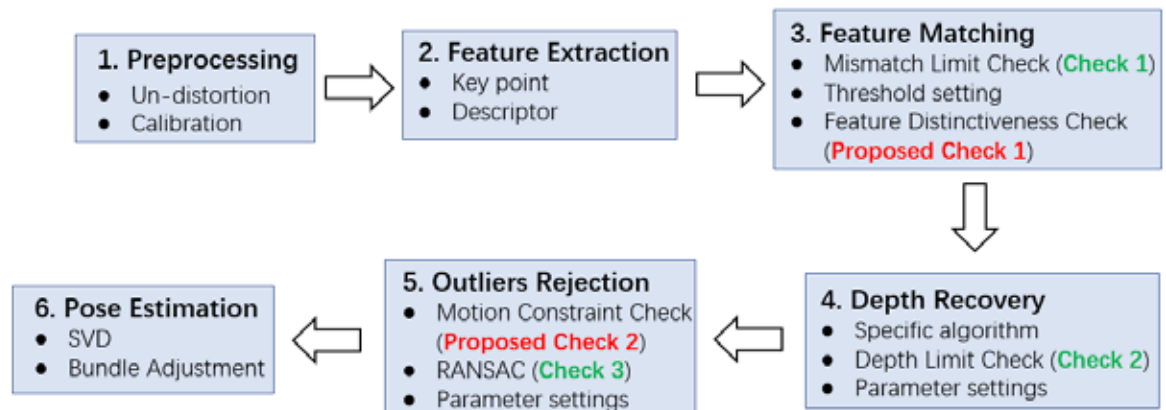 1. Preprocessing
● Un-distortion
● Calibration
2. Feature Extraction
● Key point
● Descriptor
3. Feature Matching
● Mismatch Limit Check (Check 1)
● Threshold setting
● Feature Distinctiveness Check
(Proposed Check 1)
4. Depth Recovery
● Specific algorithm
● Depth Limit Check (Check 2)
● Parameter settings
5. Outliers Rejection
● Motion Constraint Check
(Proposed Check 2)
● RANSAC (Check 3)
● Parameter settings
6. Pose Estimation
● SVD
● Bundle Adjustment